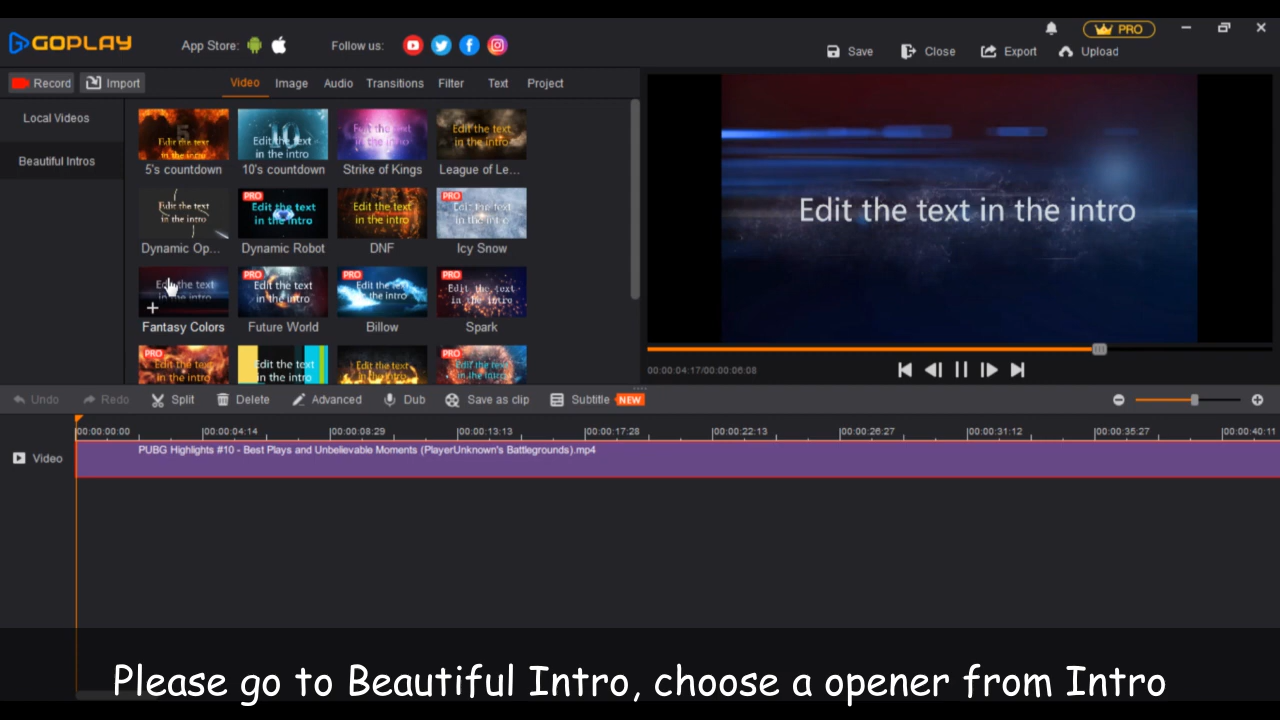 GOPLAY
App Store:
Follow us:
PRO
Save
Close
Export
Upload
Record
Import
Video
Image
Audio
Transitions
Filter
Text
Project
Local Videos
Beautiful Intros
5
Edit the text
in the intro
10
Edit the text
in the intro
Edit the text
in the intro
Edit the text
in the intro
5's countdown
10's countdown
Strike of Kings
League of Le...
Edit the text
in the intro
PRO
Edit the text
in the intro
Edit the text
in the intro
PRO
Edit the text
in the intro
Dynamic Op...
Dynamic Robot
DNF
Icy Snow
Edit the text
in the intro
PRO
Edit the text
in the intro
PRO
Edit the text
in the intro
PRO
Edit the text
in the intro
Fantasy Colors
Future World
Billow
Spark
PRO
Edit the text
in the intro
Edit the text
in the intro
Edit the text
in the intro
PRO
Edit the text
in the intro
Edit the text in the intro
00:00:04:17/00:00:06:08
Undo
Redo
Split
Delete
Advanced
Dub
Save as clip
Subtitle
NEW
00:00:00:00
00:00:04:14
00:00:08:29
00:00:13:13
00:00:17:28
00:00:22:13
00:00:26:27
00:00:31:12
00:00:35:27
00:00:40:11
Video
PUBG Highlights #10 - Best Plays and Unbelievable Moments (PlayerUnknown's Battlegrounds).mp4
Please go to Beautiful Intro, choose a opener from Intro